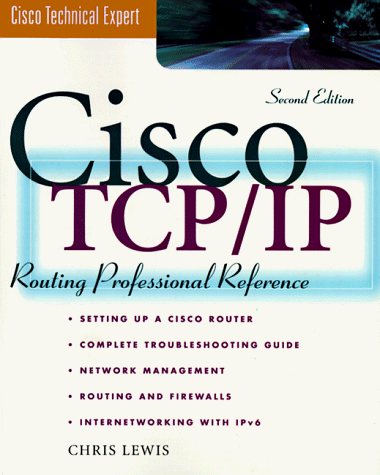 Cisco Technical Expert
Second Edition
Cisco
TCP/IP
Routing Professional Reference
• SETTING UP A CISCO ROUTER
• COMPLETE TROUBLESHOOTING GUIDE
• NETWORK MANAGEMENT
• ROUTING AND FIREWALLS
• INTERNETWORKING WITH IPv6
CHRIS LEWIS